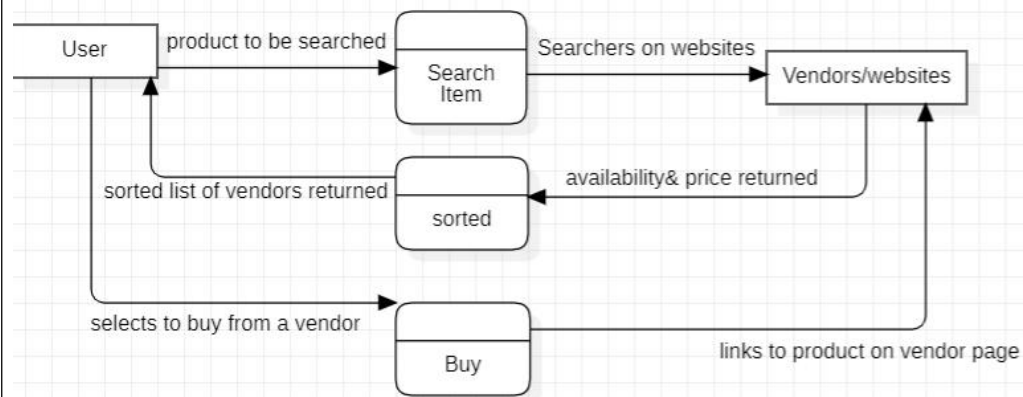 User
product to be searched
Search
Item
Searchers on websites
Vendors/websites
availability& price returned
sorted list of vendors returned
sorted
selects to buy from a vendor
Buy
links to product on vendor page